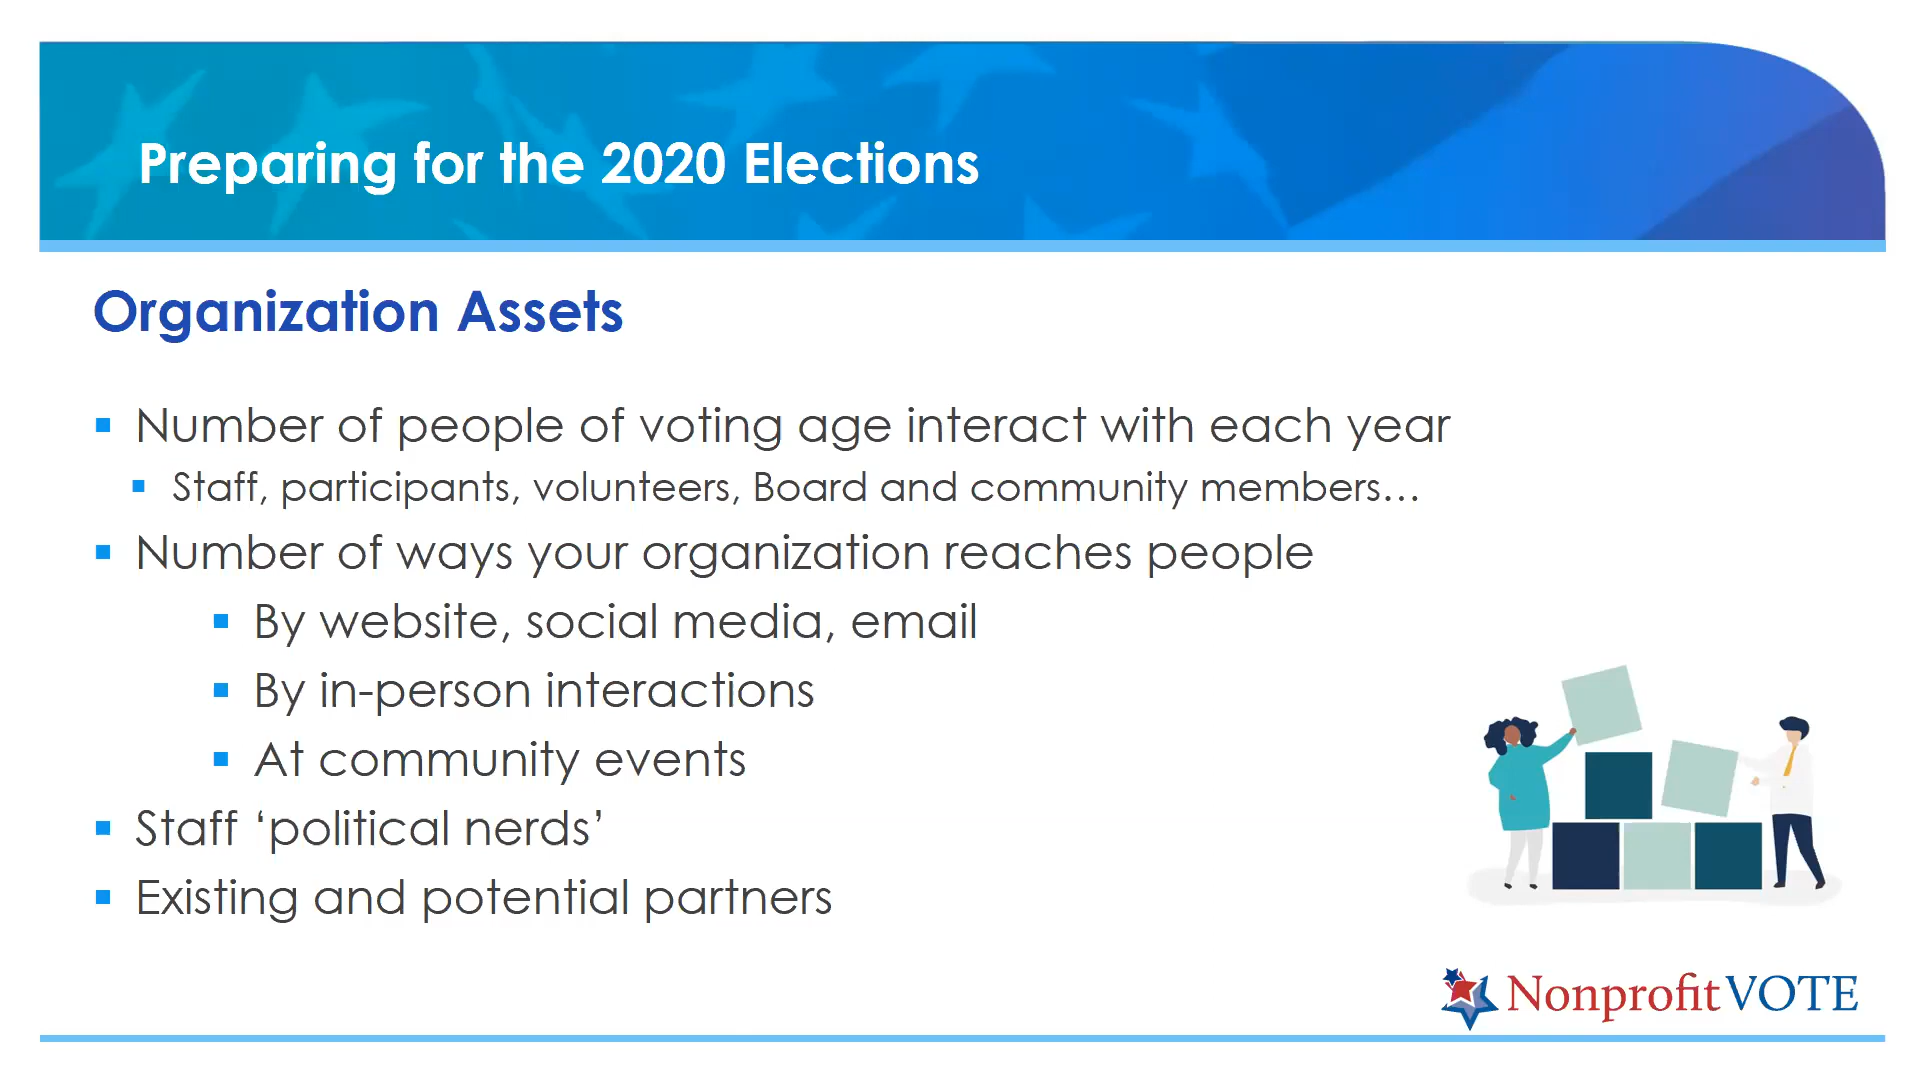 Preparing for the 2020 Elections
Organization Assets
Number of people of voting age interact with each year
Staff, participants, volunteers, Board and community members…
Number of ways your organization reaches people
By website, social media, email
By in-person interactions
At community events
Staff ‘political nerds’
Existing and potential partners
Nonprofit VOTE